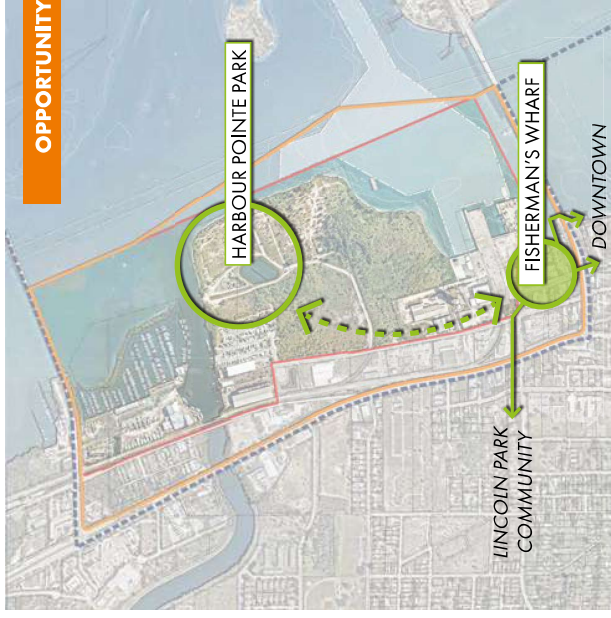 OPPORTUNITY
HARBOUR POINTE PARK
FISHERMAN'S WHARF
LINCOLN PARK
COMMUNITY
DOWNTOWN